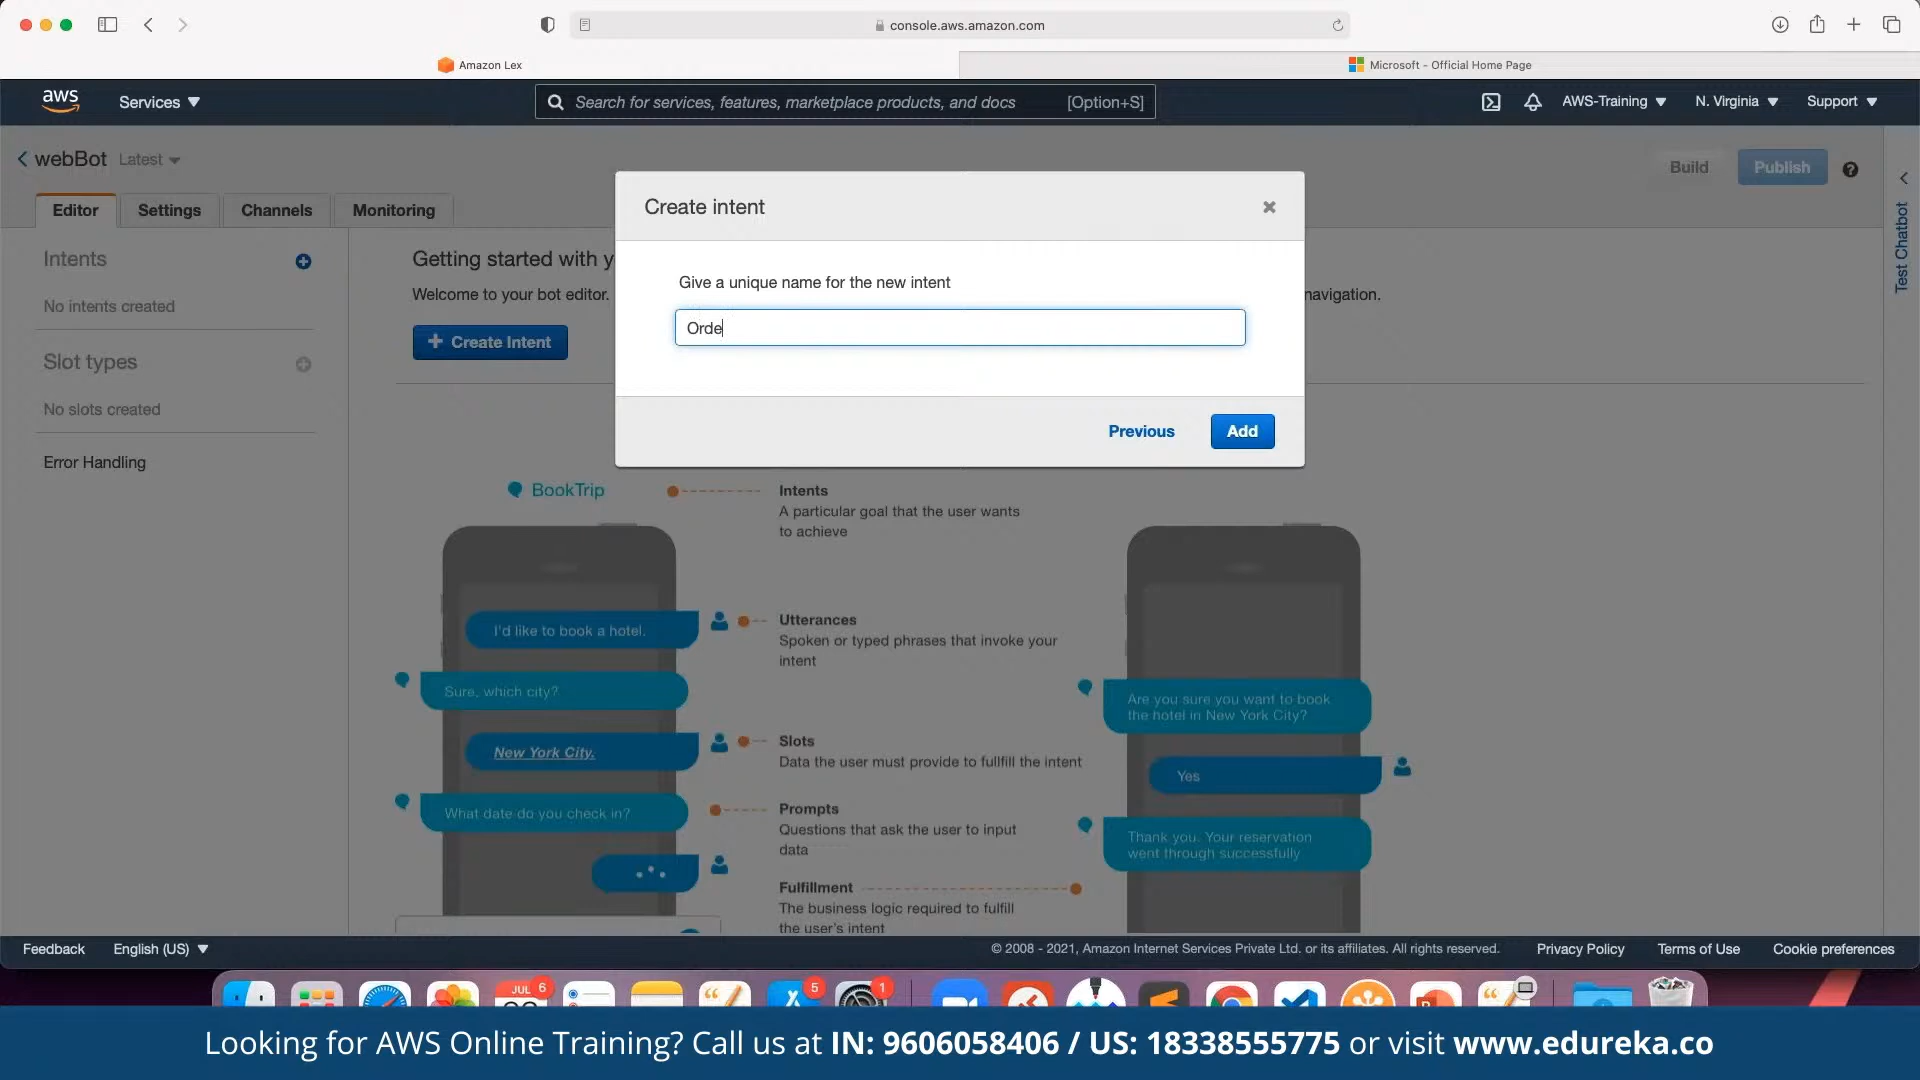 console.aws.amazon.com
Amazon Lex
Microsoft - Official Home Page
aws
Services
Search for services, features, marketplace products, and docs [Option+S]
AWS-Training
N. Virginia
Support
webBot Latest
Build
Publish
Editor
Settings
Channels
Monitoring
Test Chatbot
Intents
No intents created
Slot types
No slots created
Error Handling
Getting started with y
Welcome to your bot editor.
navigation.
+ Create Intent
Create intent
Give a unique name for the new intent
Orde
Previous
Add
BookTrip
I'd like to book a hotel.
Sure, which city?
New York City.
What date do you check in?
Intents
A particular goal that the user wants
to achieve
Utterances
Spoken or typed phrases that invoke your
intent
Slots
Data the user must provide to fullfill the intent
Prompts
Questions that ask the user to input
data
Fulfillment
The business logic required to fulfill
the user's intent
Are you sure you want to book
the hotel in New York City?
Yes
Thank you. Your reservation
went through successfully
Feedback
English (US)
© 2008 - 2021, Amazon Internet Services Private Ltd. or its affiliates. All rights reserved.
Privacy Policy
Terms of Use
Cookie preferences
JUL
6
5
1
Looking for AWS Online Training? Call us at IN: 9606058406 / US: 18338555775 or visit www.edureka.co